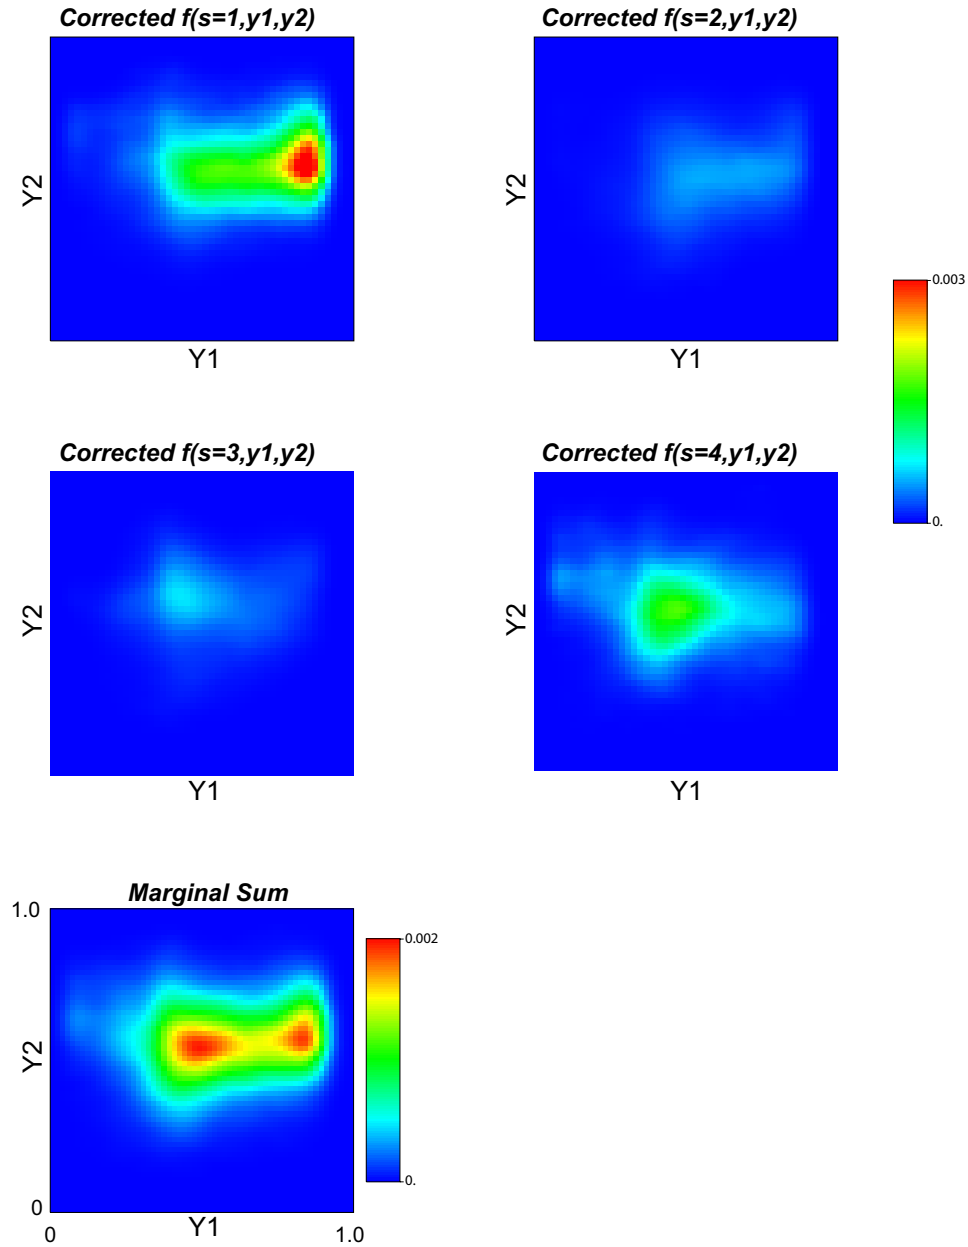 Corrected f(s=1,y1,y2)
Corrected f(s=2,y1,y2)
Y2
Y1
Y2
Y1
0.003
0.
Corrected f(s=3,y1,y2)
Corrected f(s=4,y1,y2)
Y2
Y1
Y2
Y1
Marginal Sum
1.0
Y2
0
0
Y1
1.0
0.002
0.